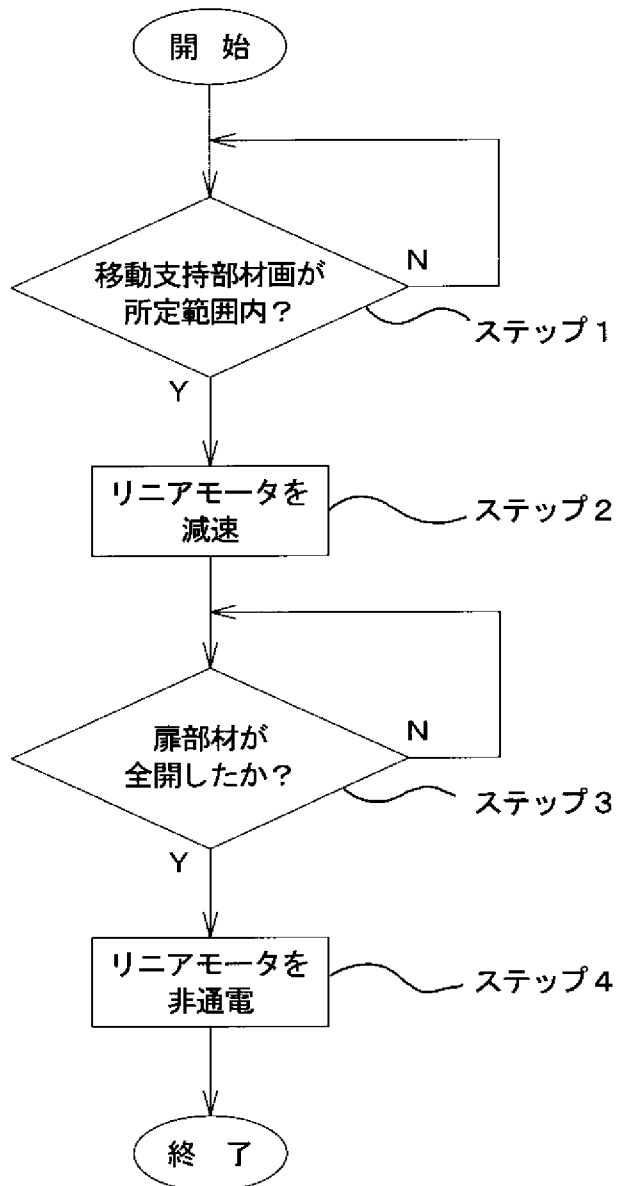 開 始
移動支持部材画が
所定範囲内？
N
ステップ１
Y
リニアモータを
減速
ステップ２
扉部材が
全開したか？
N
ステップ３
Y
リニアモータを
非通電
ステップ４
終 了